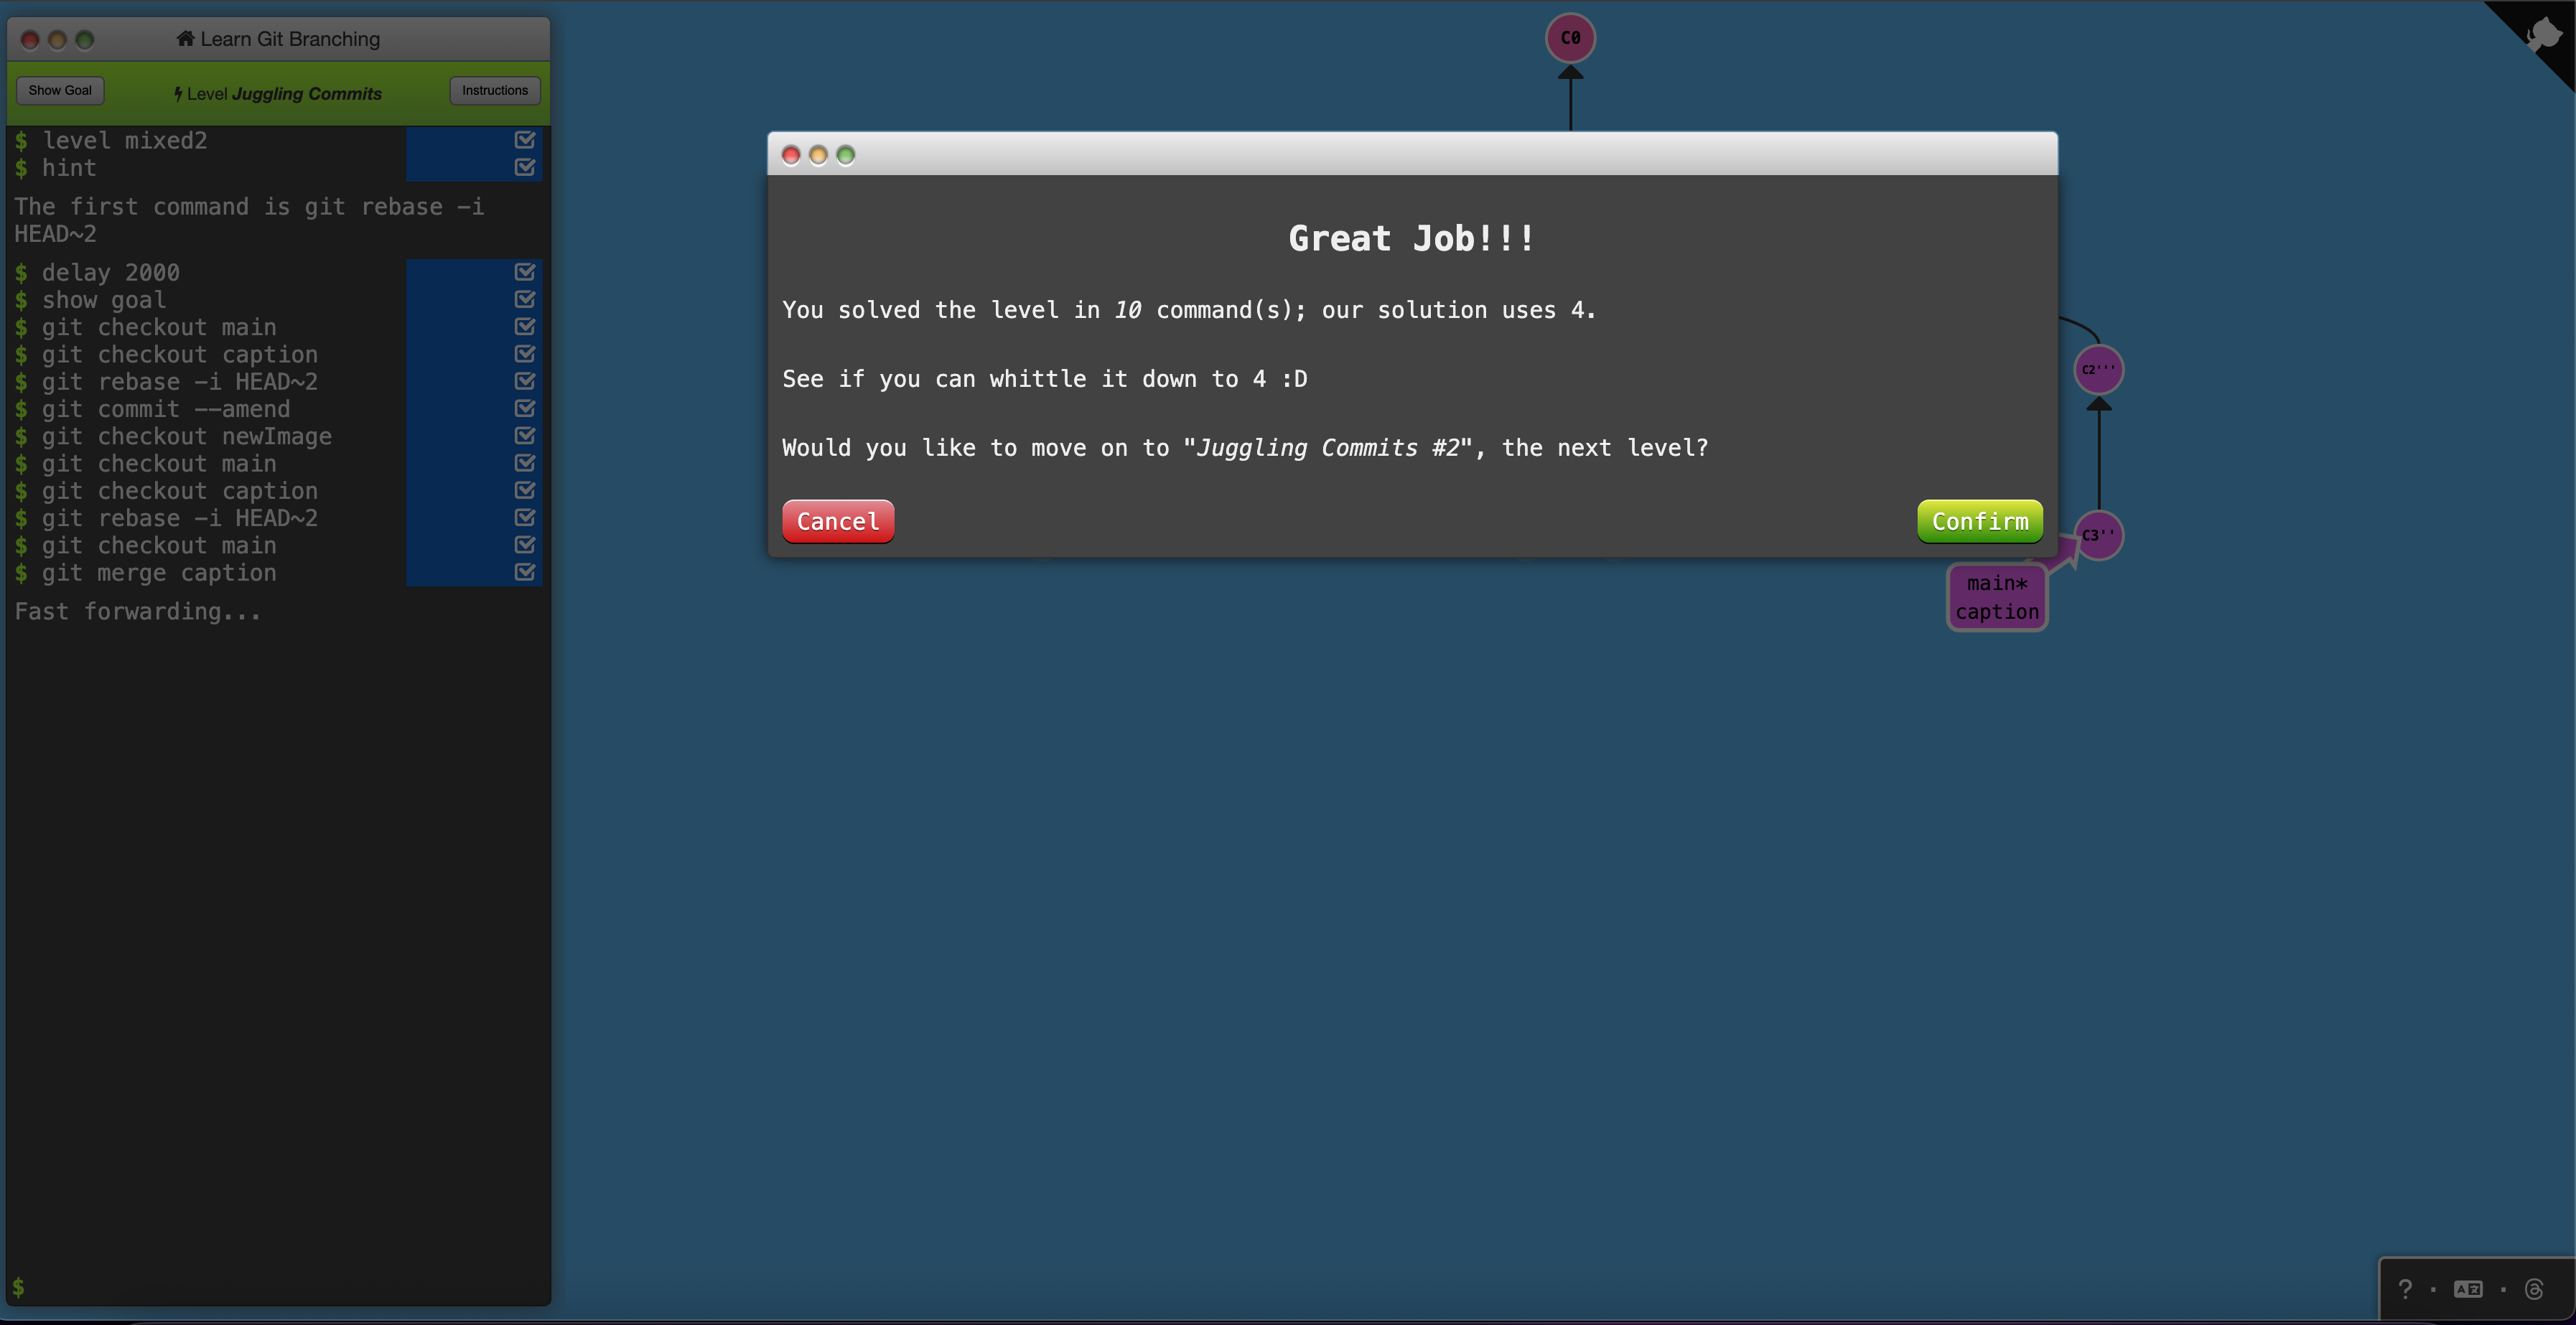 Learn Git Branching
Show Goal
Level Juggling Commits
Instructions
$ level mixed2
$ hint
The first command is git rebase -i
HEAD~2
$ delay 2000
$ show goal
$ git checkout main
$ git checkout caption
$ git rebase -i HEAD~2
$ git commit --amend
$ git checkout newImage
$ git checkout main
$ git checkout caption
$ git rebase -i HEAD~2
$ git checkout main
$ git merge caption
Fast forwarding...
$
C0
Great Job!!!
You solved the level in 10 command(s); our solution uses 4.
See if you can whittle it down to 4 :D
Would you like to move on to "Juggling Commits #2", the next level?
Cancel
Confirm
C2'''
C3''
main*
caption